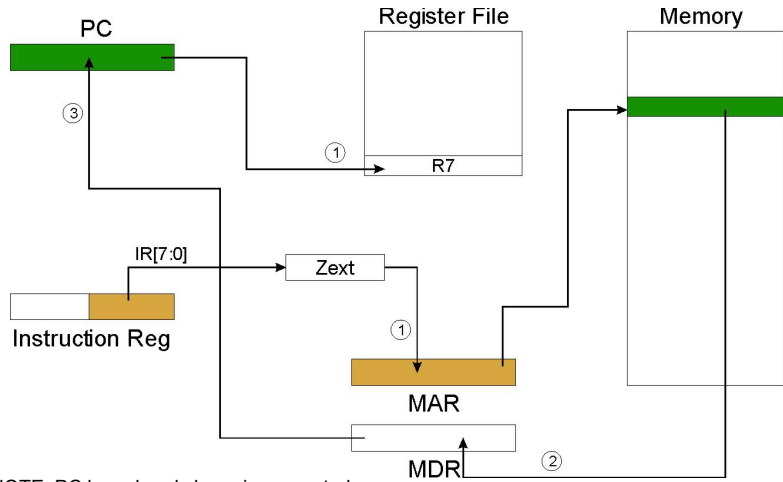 PC
Register File
Memory
③
①
R7
IR[7:0]
Zext
Instruction Reg
①
MAR
MDR
②